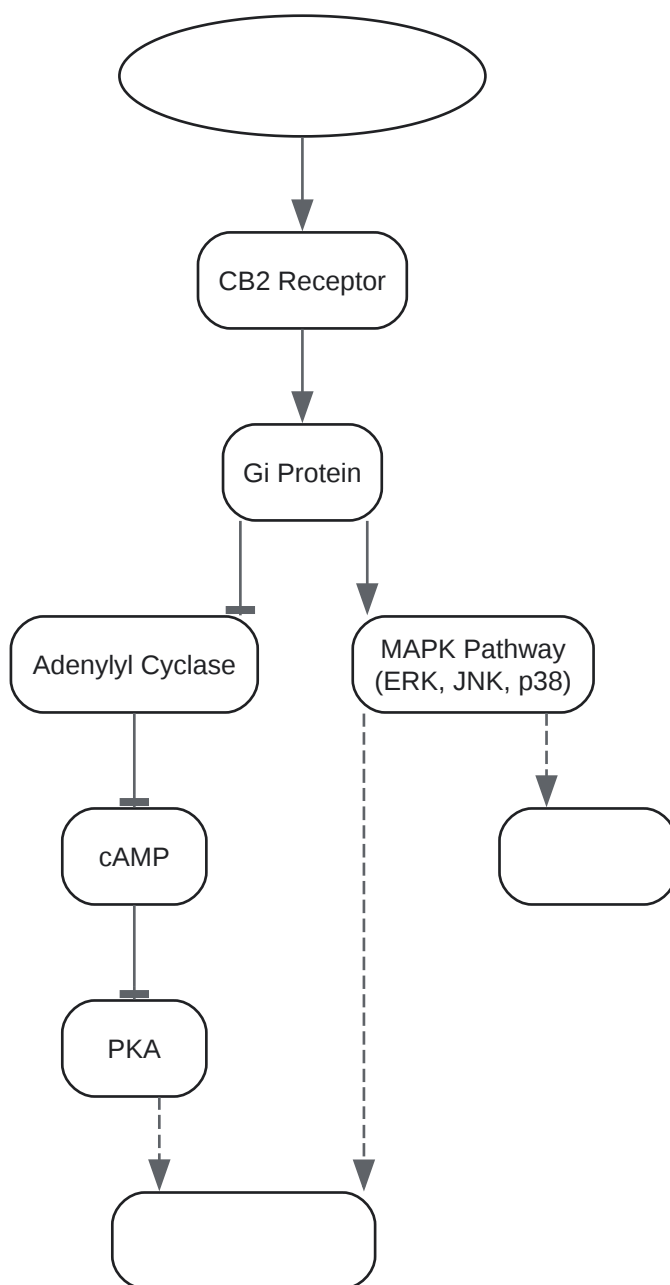 CB2 Receptor
Gi Protein
Adenylyl Cyclase
MAPK Pathway
(ERK, JNK, p38)
cAMP
PKA